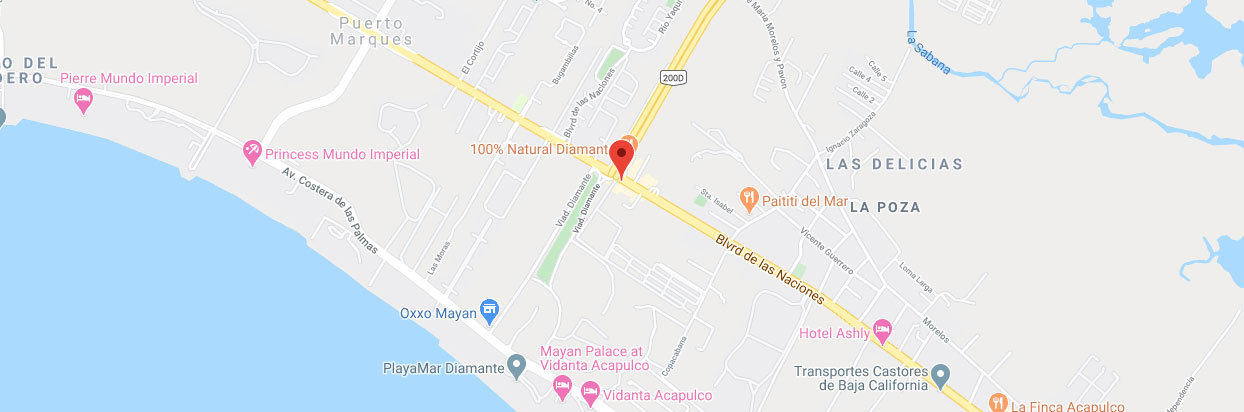 No. 4
Puerto
Marques
Rio Yaqui
de Maria Morelos y Pavon
La Sabana
O DEL
DERO
Pierre Mundo Imperial
El Cortijo
Bugambilias
Blvrd de las Naciones
200D
Calle 5
Calle 4
Calle 2
Ignacio Zaragoza
100% Natural Diamant
Princess Mundo Imperial
LAS DELICIAS
Av. Costera de las Palmas
Viad. Diamante
Viad. Diamante
Sta. Isabel
Paititi del Mar
LA POZA
Las Moras
Blvrd de las Naciones
Vicente Guerrero
Loma Larga
Oxxo Mayan
Morelos
Hotel Ashly
Copacabana
PlayaMar Diamante
Mayan Palace at
Vidanta Acapulco
Vidanta Acapulco
Transportes Castores
de Baja California
La Finca Acapulco
dependencia